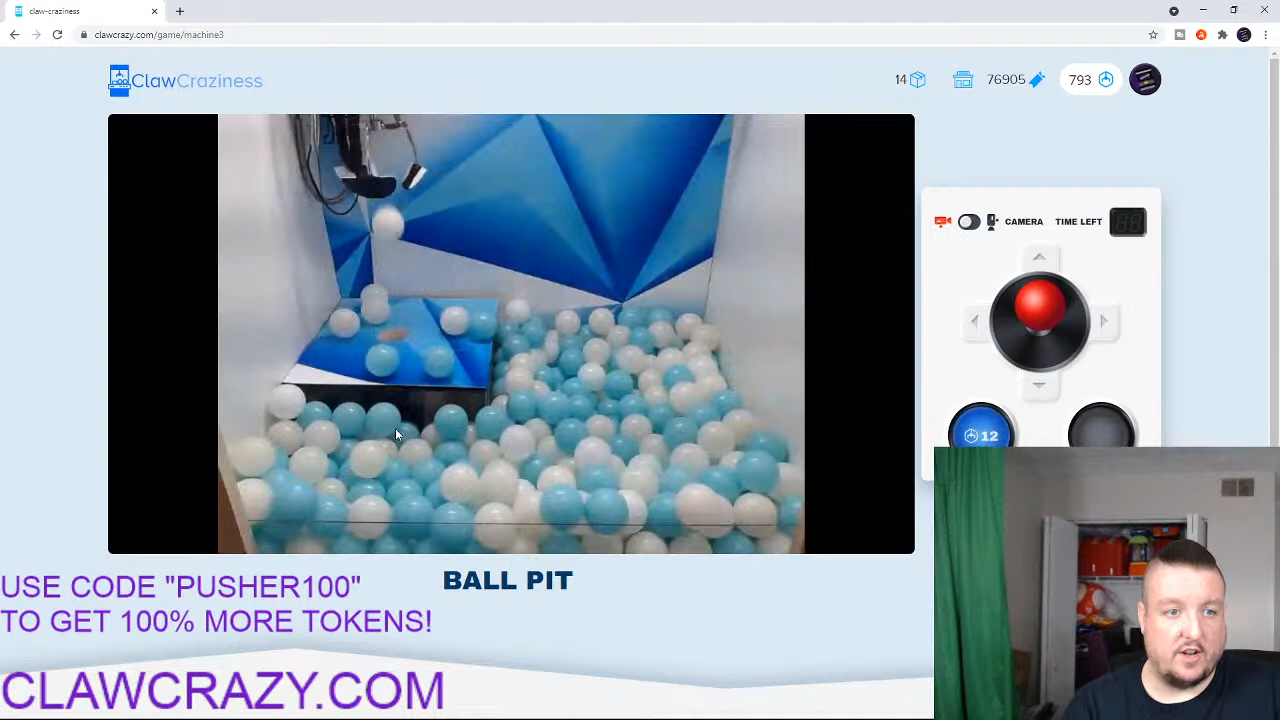 claw-craziness
clawcrazy.com/game/machine3
ClawCraziness
14
76905
793
CAMERA
TIME LEFT
12
BALL PIT
USE CODE "PUSHER100"
TO GET 100% MORE TOKENS!
CLAWCRAZY.COM